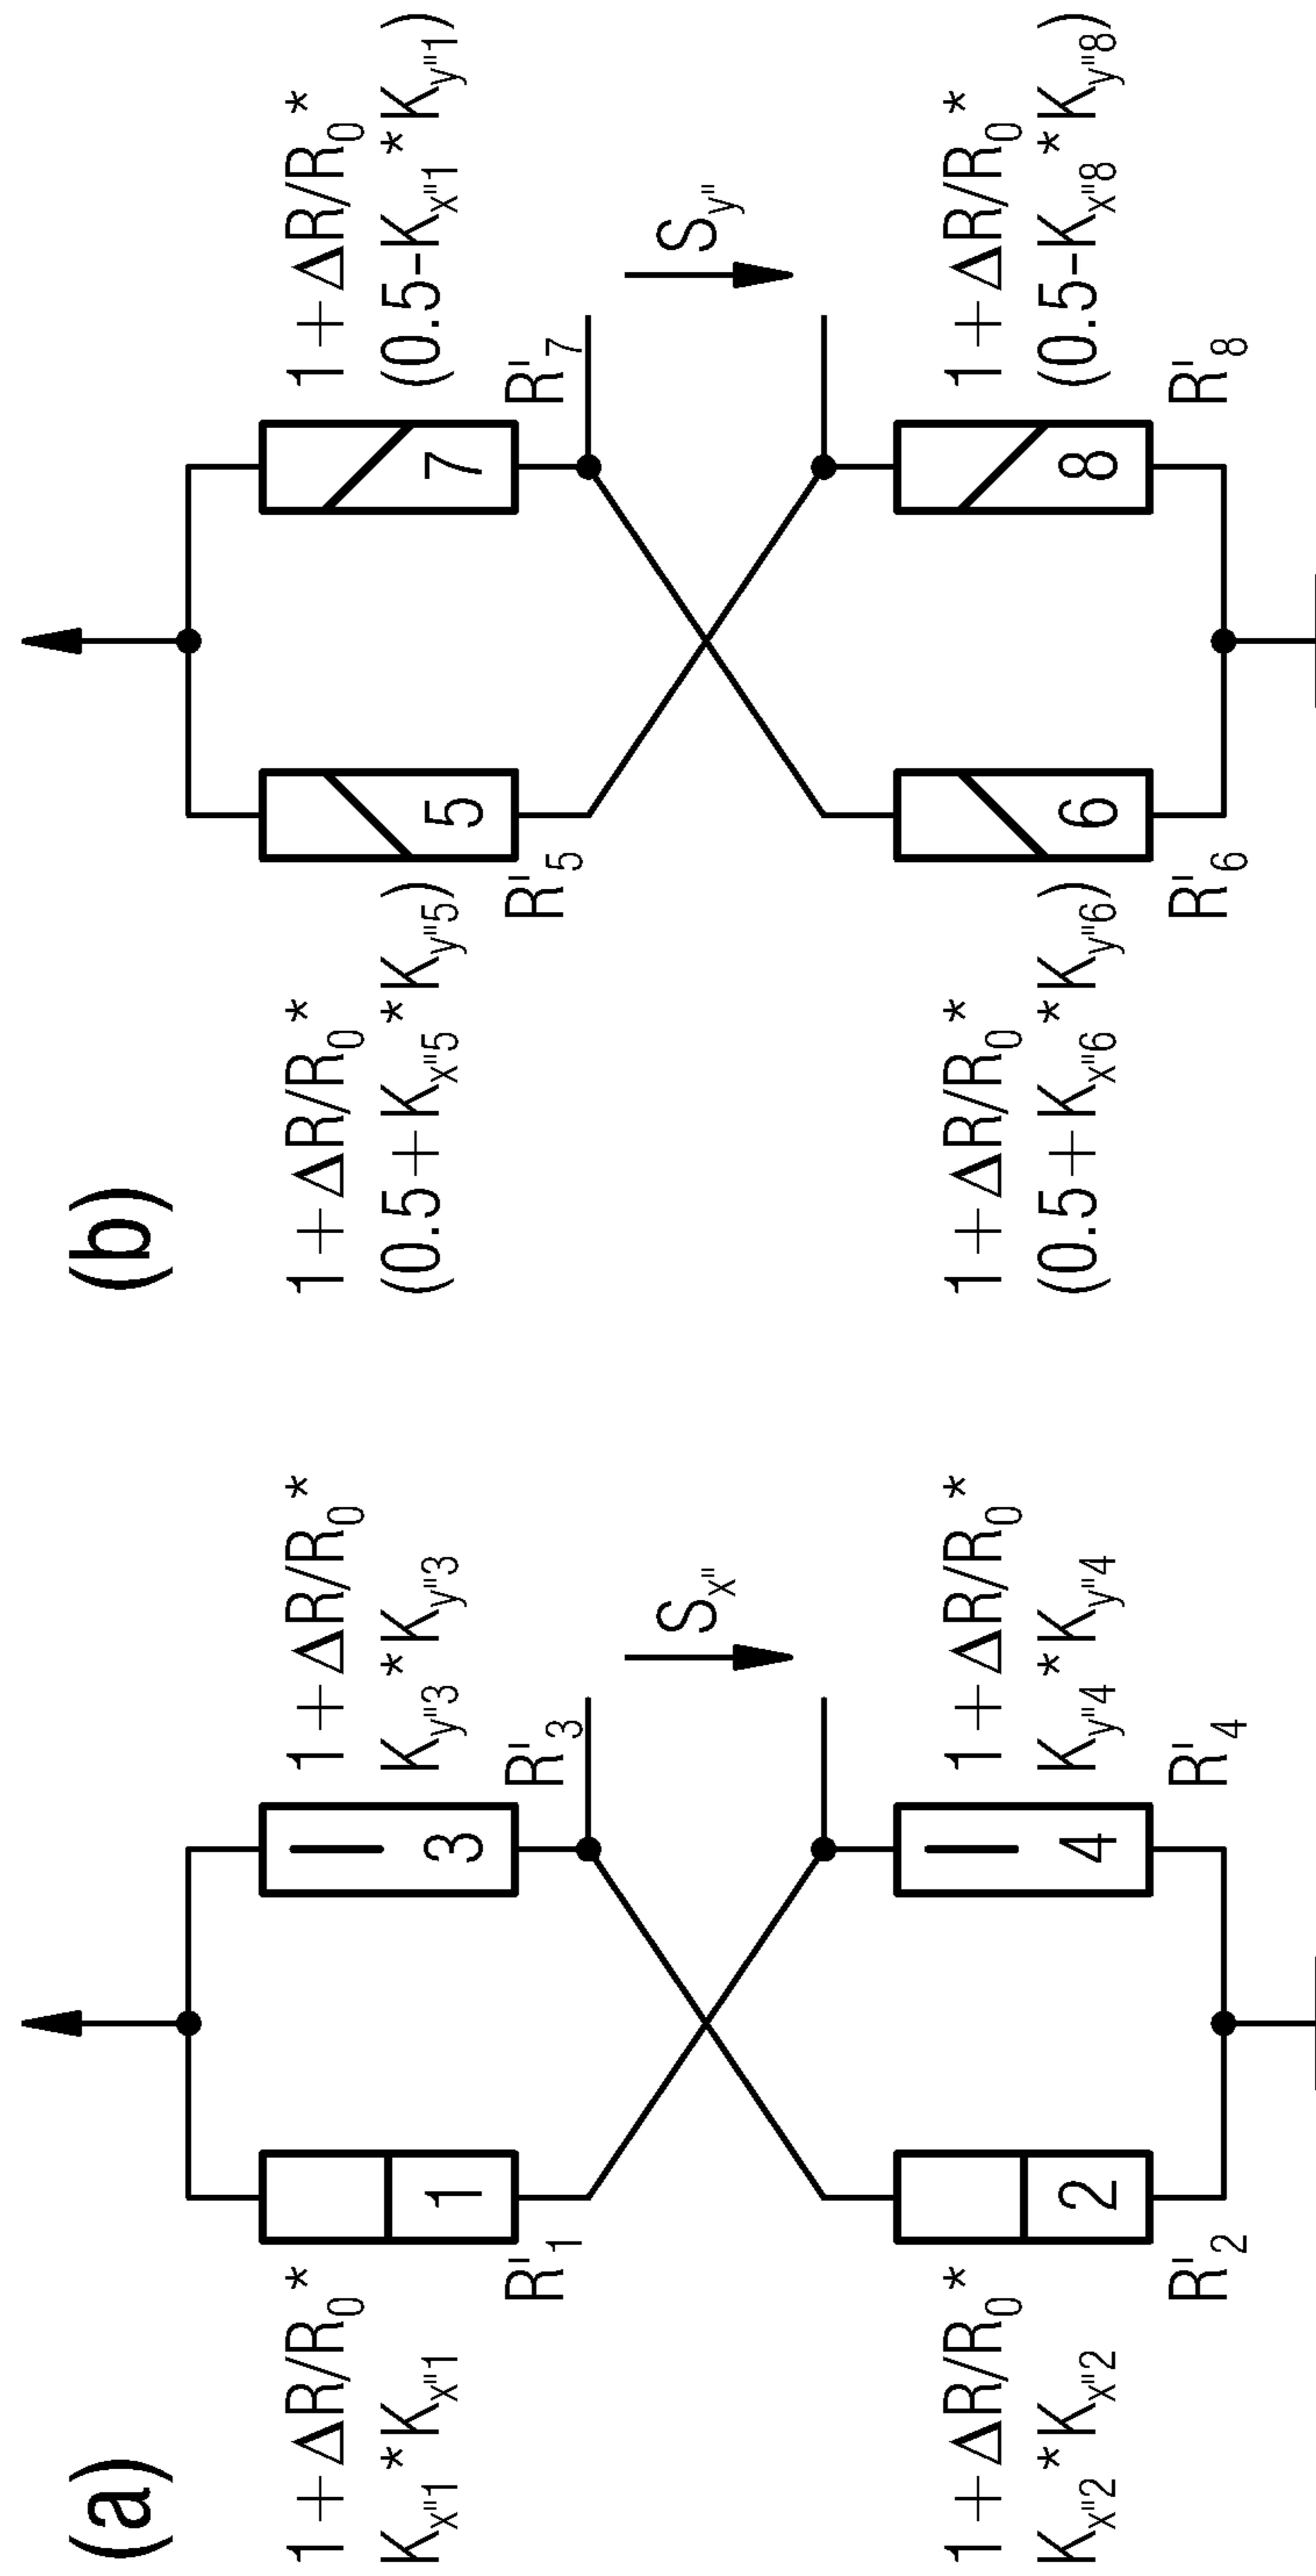 (a)
1+ΔR/R0*
Kx"1*Kx"1
R'1
1
1+ΔR/R0*
Ky"3*Ky"3
R'3
3
Sx"
1+ΔR/R0*
Kx"2*Kx"2
R'2
2
1+ΔR/R0*
Ky"4*Ky"4
R'4
4
(b)
1+ΔR/R0*
(0.5+Kx"5*Ky"5)
R'5
5
1+ΔR/R0*
(0.5-Kx"1*Ky"1)
R'7
7
Sy"
1+ΔR/R0*
(0.5+Kx"6*Ky"6)
R'6
6
1+ΔR/R0*
(0.5-Kx"8*Ky"8)
R'8
8